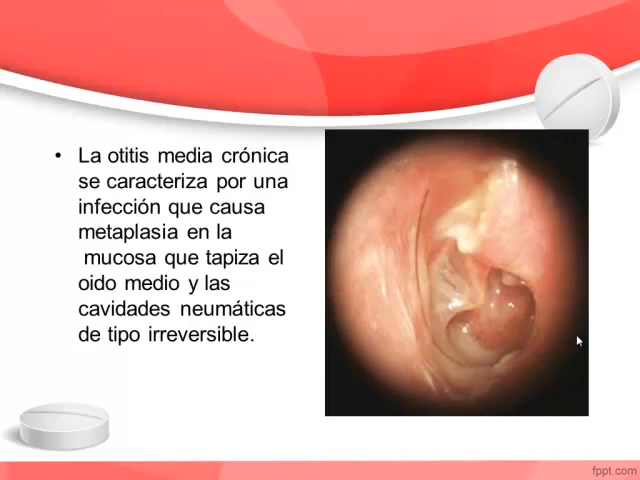 • La otitis media crónica
se caracteriza por una
infección que causa
metaplasia en la
mucosa que tapiza el
oido medio y las
cavidades neumáticas
de tipo irreversible.
fppt.com